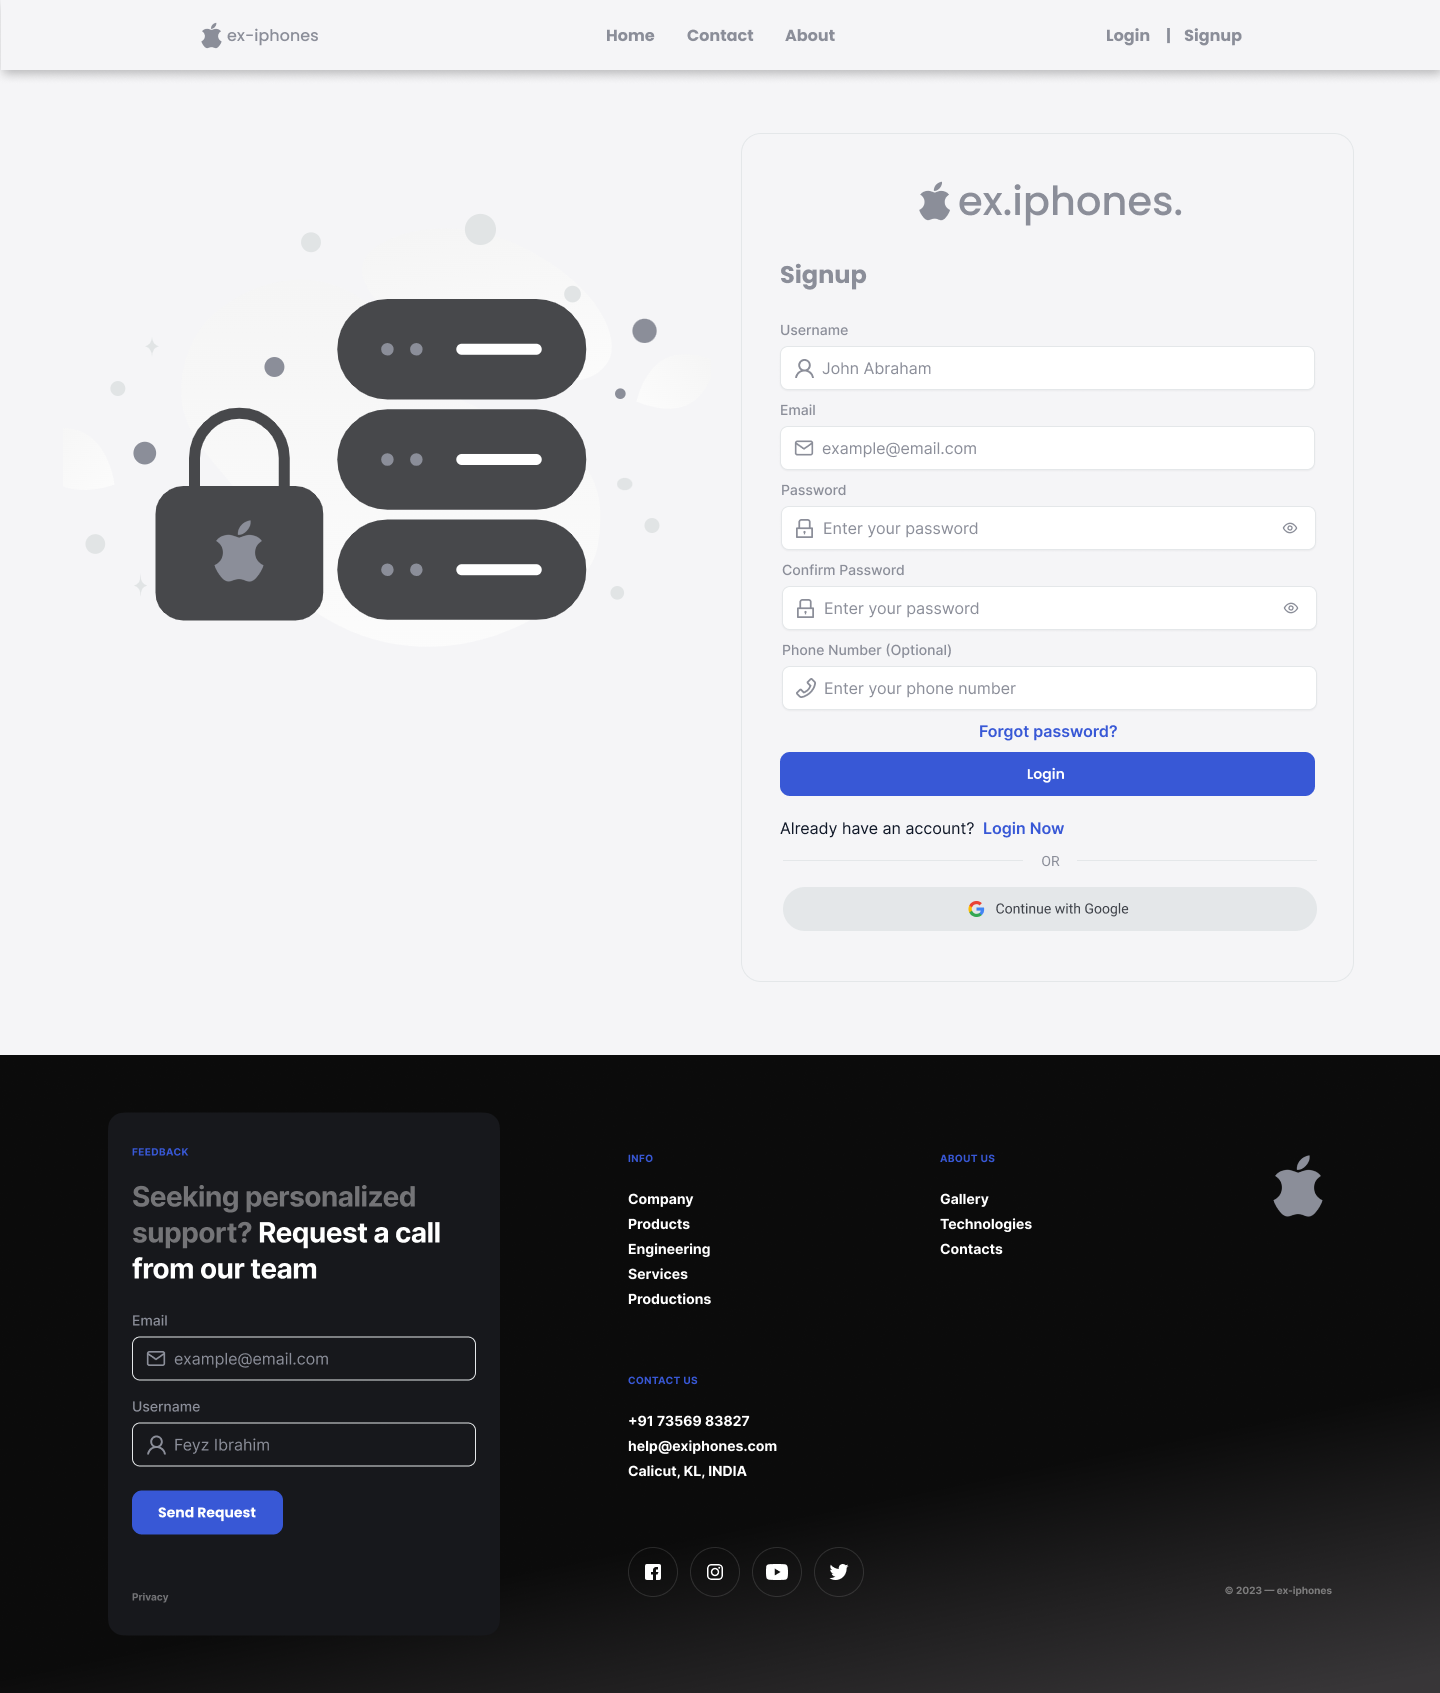 ex-iphones
Home Contact About
Login | Signup
ex.iphones.
Signup
Username
John Abraham
Email
example@email.com
Password
Enter your password
Confirm Password
Enter your password
Phone Number (Optional)
Enter your phone number
Forgot password?
Login
Already have an account? Login Now
OR
Continue with Google
FEEDBACK
Seeking personalized
support? Request a call
from our team
Email
example@email.com
Username
Feyz Ibrahim
Send Request
Privacy
INFO
Company
Products
Engineering
Services
Productions
ABOUT US
Gallery
Technologies
Contacts
CONTACT US
+91 73569 83827
help@exiphones.com
Calicut, KL, INDIA
© 2023 — ex-iphones